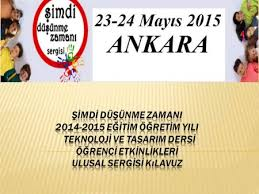 şimdi
düşünme
zamanı
sergisi
23-24 Mayıs 2015
ANKARA
ŞİMDİ DÜŞÜNME ZAMANI
2014-2015 EĞİTİM ÖĞRETİM YILI
TEKNOLOJİ VE TASARIM DERSİ
ÖĞRENCİ ETKİNLİKLERİ
ULUSAL SERGİSİ KıLAVUZ